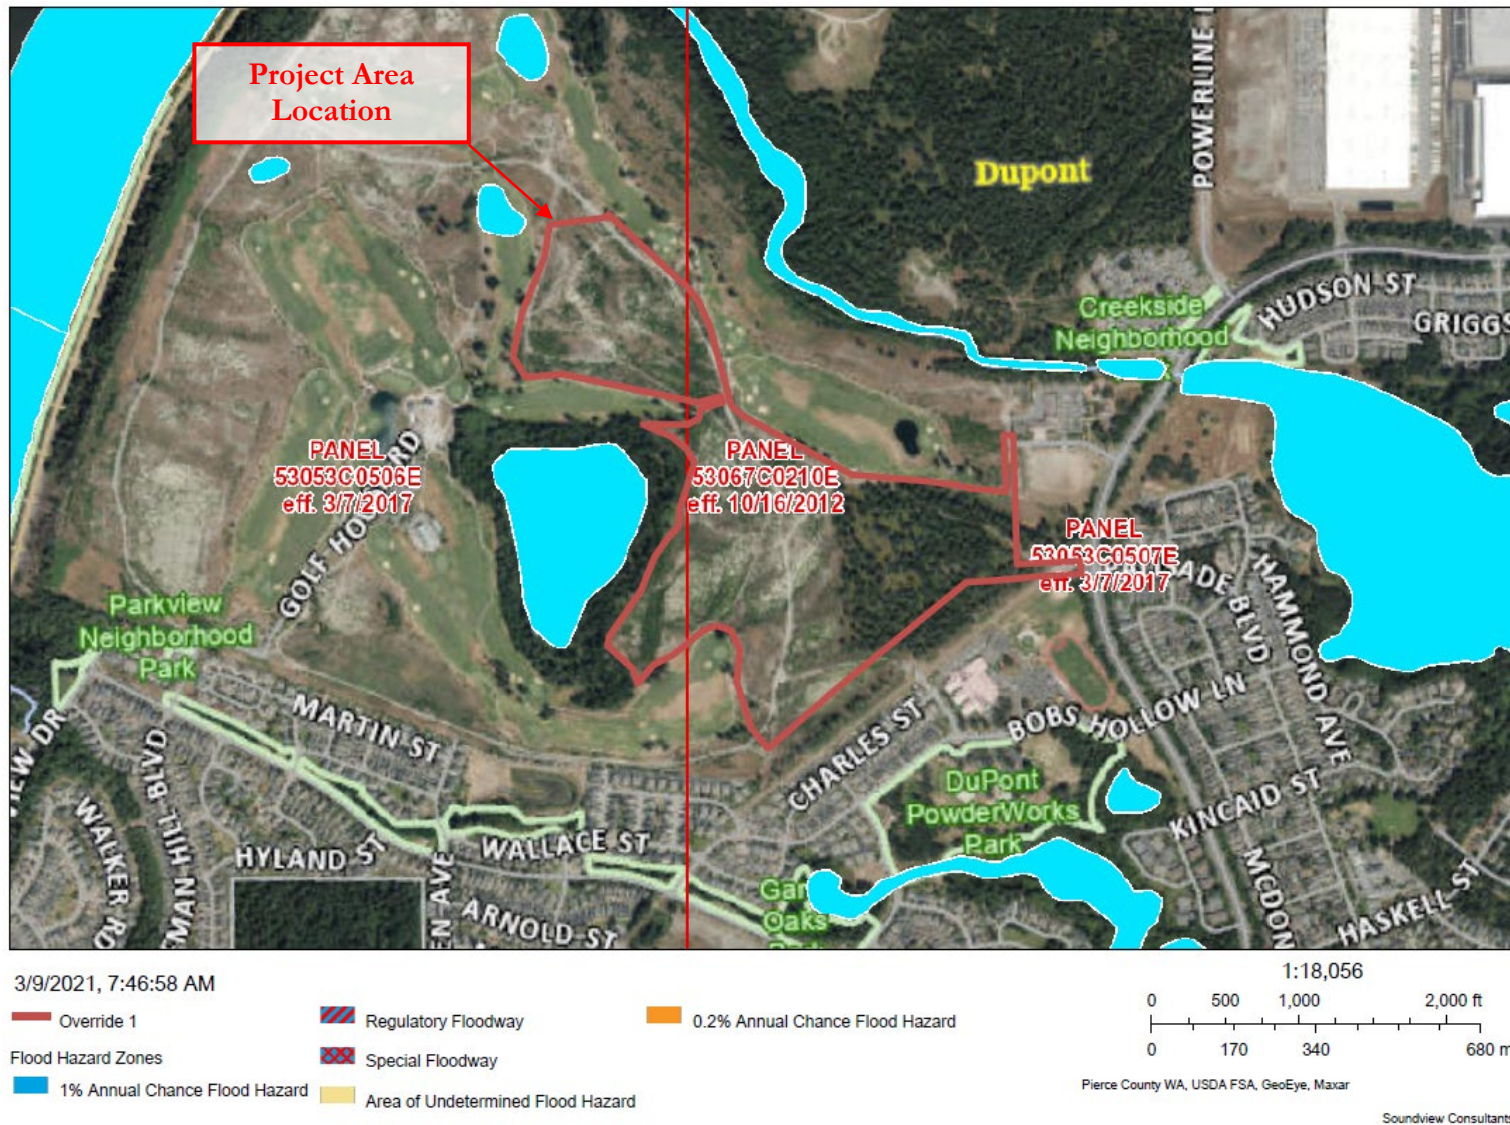 Project Area
Location
Dupont
POWERLINE
HUDSON ST
GRIGGS
Creekside
Neighborhood
PANEL
53053C0506E
eff. 3/7/2017
PANEL
53067C0210E
eff. 10/16/2012
PANEL
53053C0507E
eff. 3/7/2017
BLVD
HAMMOND AVE
Parkview
Neighborhood
Park
MARTIN ST
CHARLES ST
BOBS HOLLOW LN
DuPont
PowderWorks
Park
KINCAID ST
WALKER RD
HYLAND ST
WALLACE ST
ARNOLD ST
HASKELL ST
Oaks
3/9/2021, 7:46:58 AM
1:18,056
Override 1
Flood Hazard Zones
1% Annual Chance Flood Hazard
Regulatory Floodway
Special Floodway
Area of Undetermined Flood Hazard
0.2% Annual Chance Flood Hazard
0 500 1,000 2,000 ft
0 170 340 680 m
Pierce County WA, USDA FSA, GeoEye, Maxar
Soundview Consultants